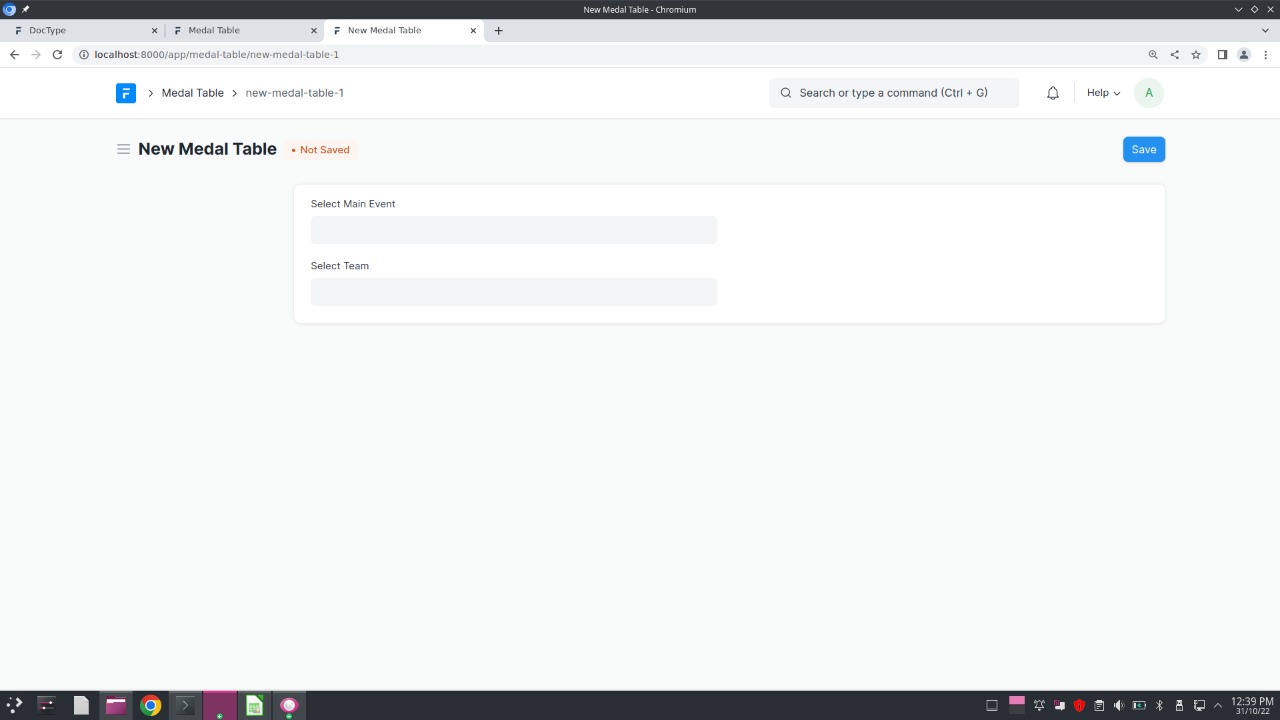 New Medal Table - Chromium
DocType
Medal Table
New Medal Table
localhost:8000/app/medal-table/new-medal-table-1
Medal Table
new-medal-table-1
Search or type a command (Ctrl + G)
Help
A
New Medal Table
Not Saved
Save
Select Main Event
Select Team
12:39 PM
31/10/22